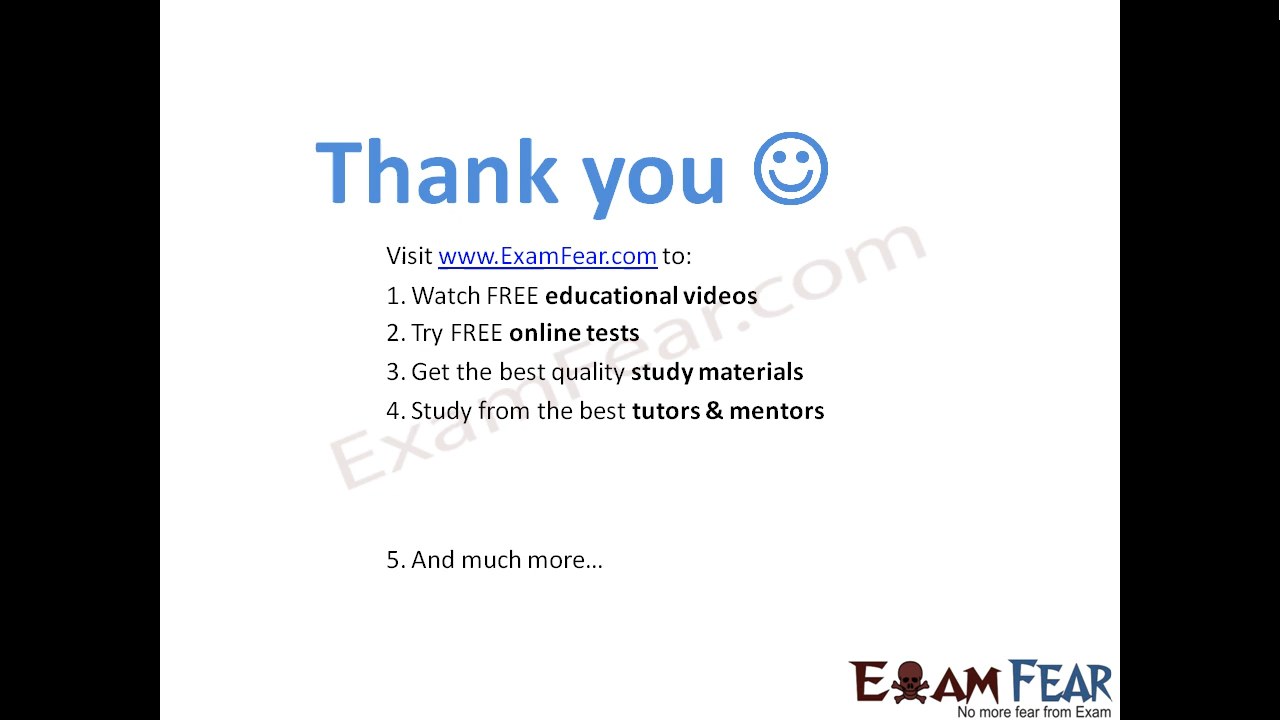 Thank you
Visit www.ExamFear.com to:
1. Watch FREE educational videos
2. Try FREE online tests
3. Get the best quality study materials
4. Study from the best tutors & mentors
5. And much more…
ExamFear.com
EXAM FEAR
No more fear from Exam